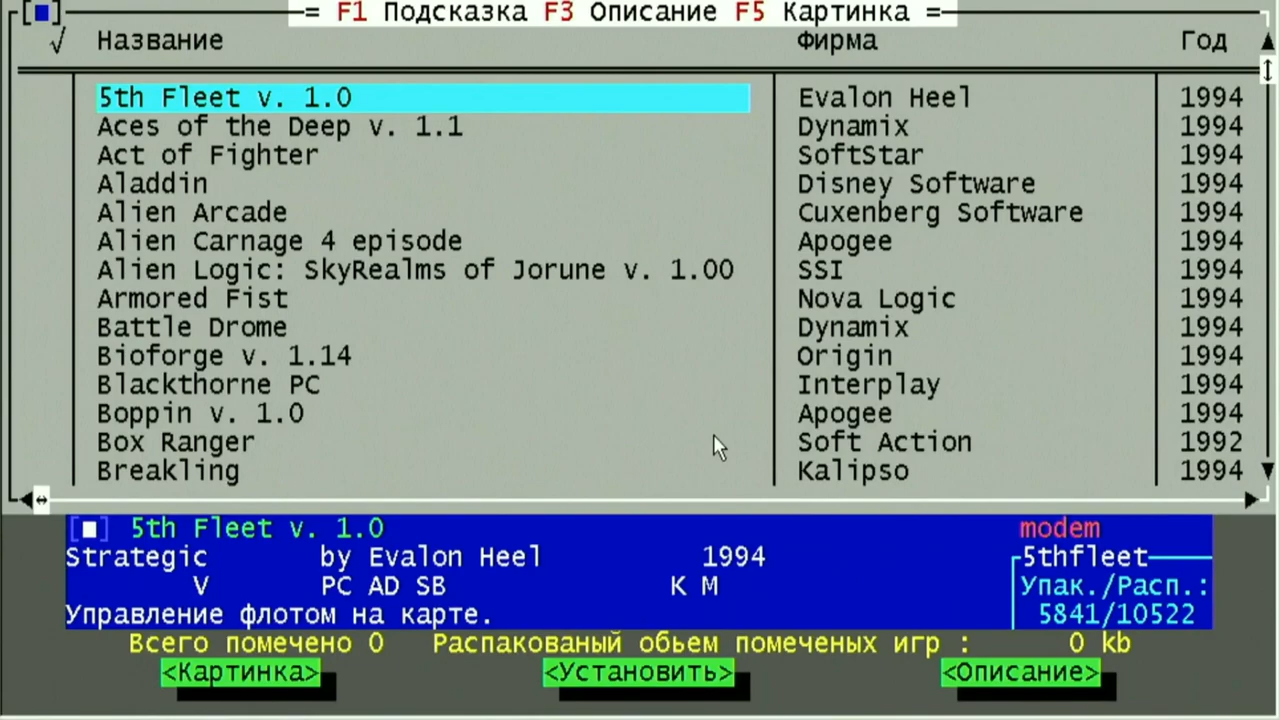 [■] = F1 Подсказка F3 Описание F5 Картинка =
√ Название Фирма Год
5th Fleet v. 1.0 Evalon Heel 1994
Aces of the Deep v. 1.1 Dynamix 1994
Act of Fighter SoftStar 1994
Aladdin Disney Software 1994
Alien Arcade Cuxenberg Software 1994
Alien Carnage 4 episode Apogee 1994
Alien Logic: SkyRealms of Jorune v. 1.00 SSI 1994
Armored Fist Nova Logic 1994
Battle Drome Dynamix 1994
Bioforge v. 1.14 Origin 1994
Blackthorne PC Interplay 1994
Boppin v. 1.0 Apogee 1994
Box Ranger Soft Action 1992
Breakling Kalipso 1994
[■] 5th Fleet v. 1.0 modem
Strategic by Evalon Heel 1994 5thfleet
V PC AD SB K M Упак./Расп.:
Управление флотом на карте. 5841/10522
Всего помечено 0 Распакованый обьем помеченых игр : 0 kb
<Картинка> <Установить> <Описание>